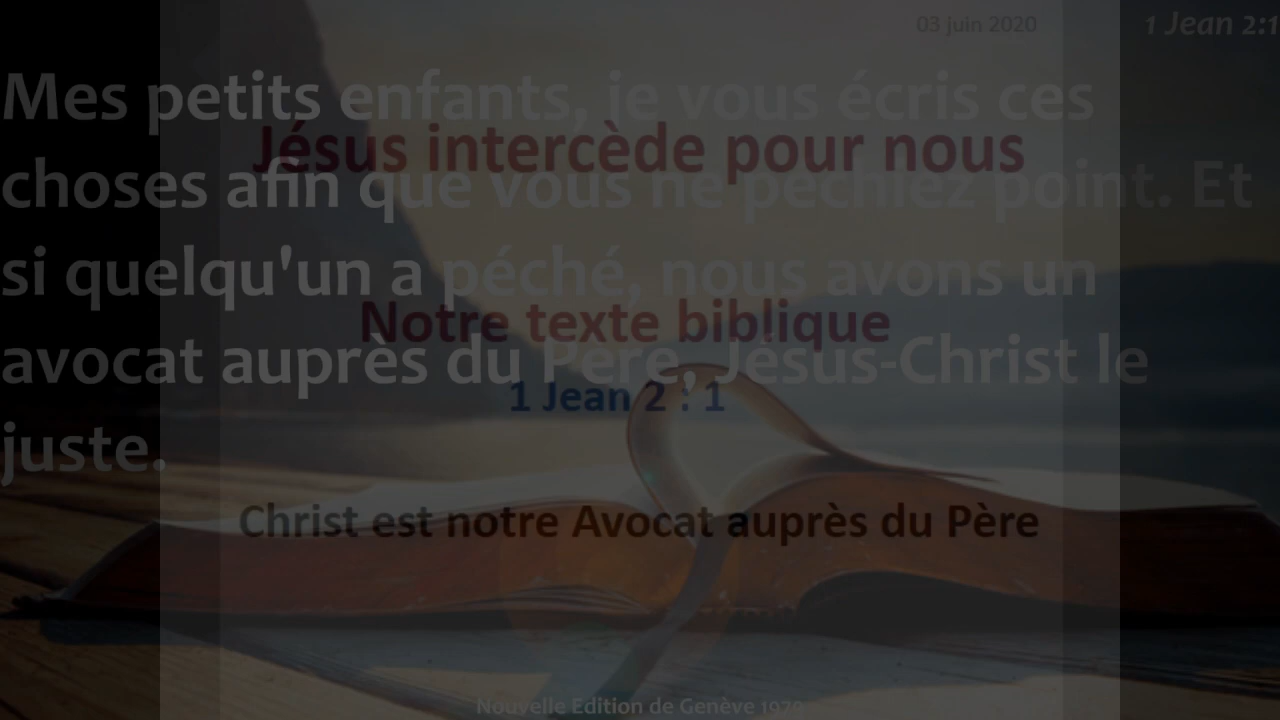 03 juin 2020
1 Jean 2:1
Mes petits enfants, je vous écris ces
Jésus intercède pour nous
choses afin que vous ne péchiez point. Et
si quelqu'un a péché, nous avons un
Notre texte biblique
avocat auprès du Père, Jésus-Christ le
1 Jean 2 : 1
juste.
Christ est notre Avocat auprès du Père
Nouvelle Edition de Genève 1979